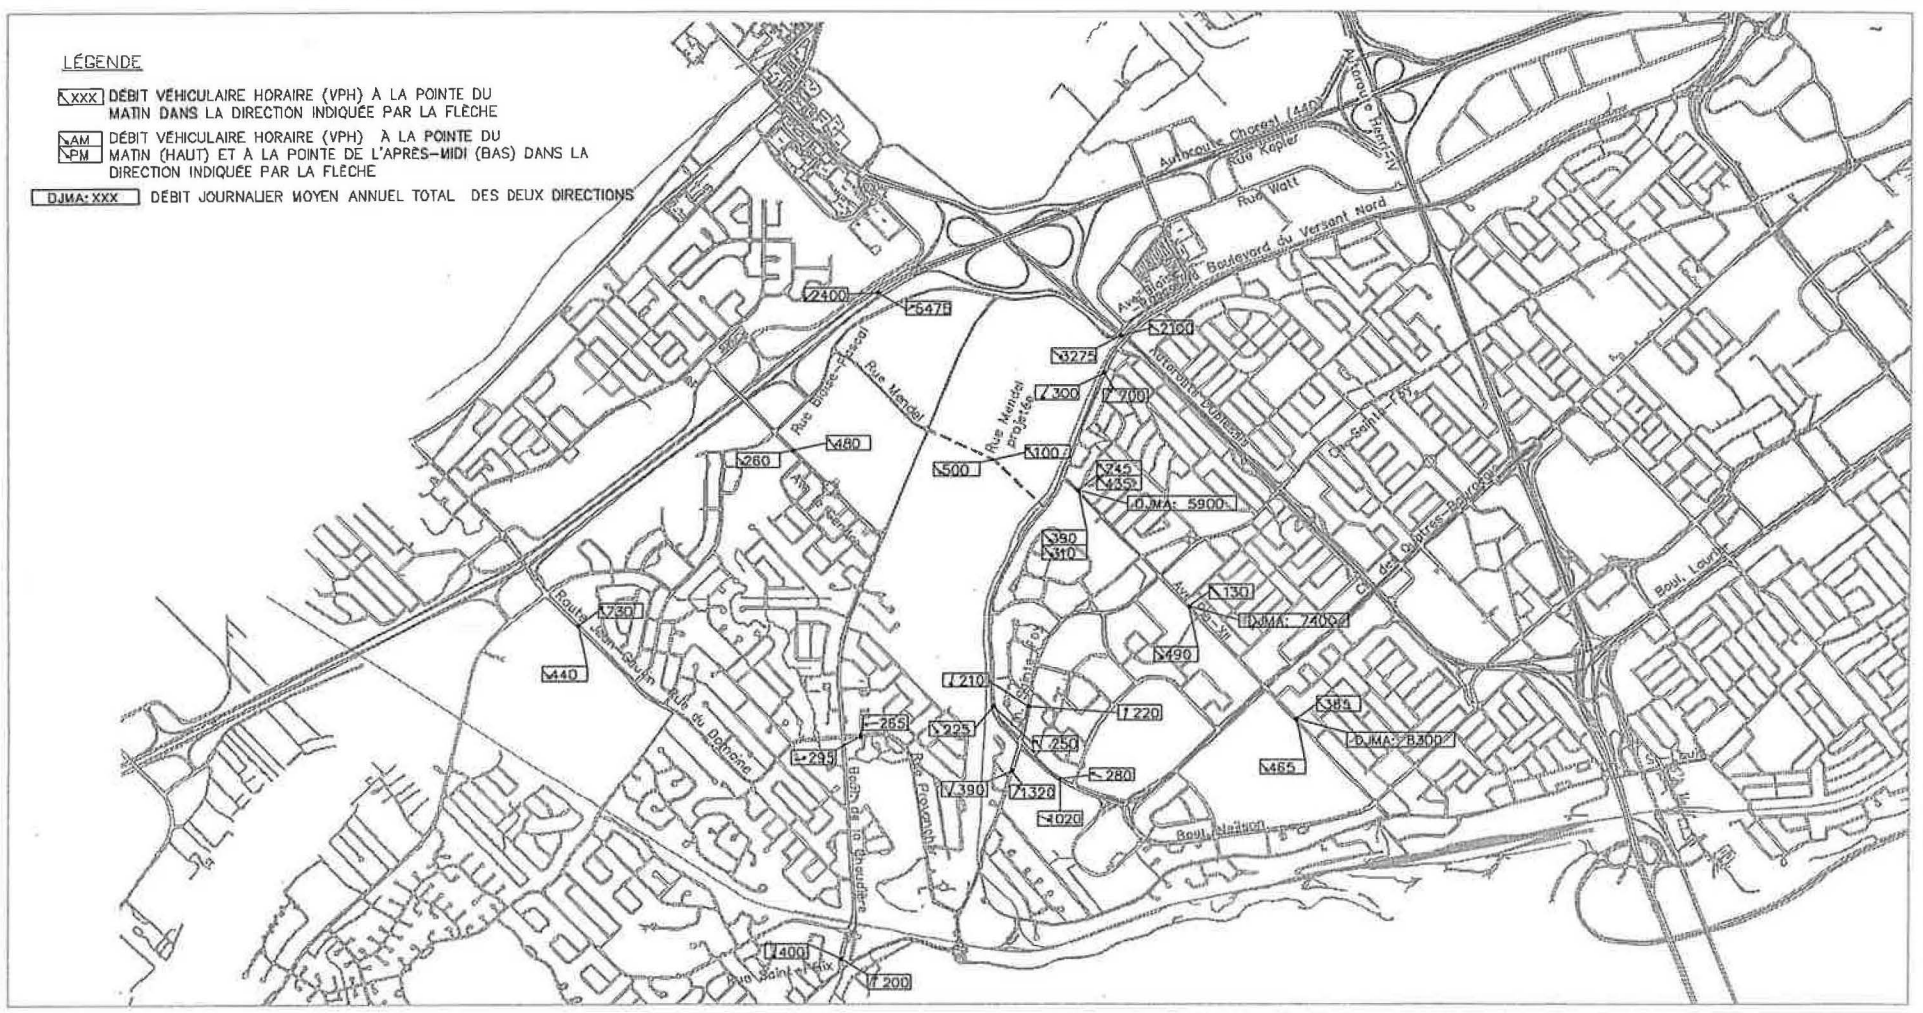 LÉGENDE
XXX DÉBIT VÉHICULAIRE HORAIRE (VPH) À LA POINTE DU
MATIN DANS LA DIRECTION INDIQUÉE PAR LA FLÈCHE
AM DÉBIT VÉHICULAIRE HORAIRE (VPH) À LA POINTE DU
PM MATIN (HAUT) ET À LA POINTE DE L'APRÈS-MIDI (BAS) DANS LA
DIRECTION INDIQUÉE PAR LA FLÈCHE
DJMA: XXX DÉBIT JOURNALIER MOYEN ANNUEL TOTAL DES DEUX DIRECTIONS
Autoroute Henri-IV
Autoroute Charest (440)
Rue Kepler
Rue Watt
Boulevard du Versant Nord
2400
5475
2100
3275
Rue Blaise-Pascal
Rue Mendel
Rue Mendel
projetée
Autoroute Duplessis
300
700
Ch. Sainte-Foy
480
260
100
500
745
435
DJMA: 5900
390
310
Ch. des Quatre-Bourgeois
Boul. Laurier
Ave Pie-XII
130
DJMA: 7400
490
Route Jean-Gauvin
730
440
Rue du Domaine
210
220
225
250
265
295
385
DJMA: 8300
465
280
390
1320
1020
Boul. de la Chaudière
Rue Provancher
Boul. Neilson
400
Rue Saint-Félix
200